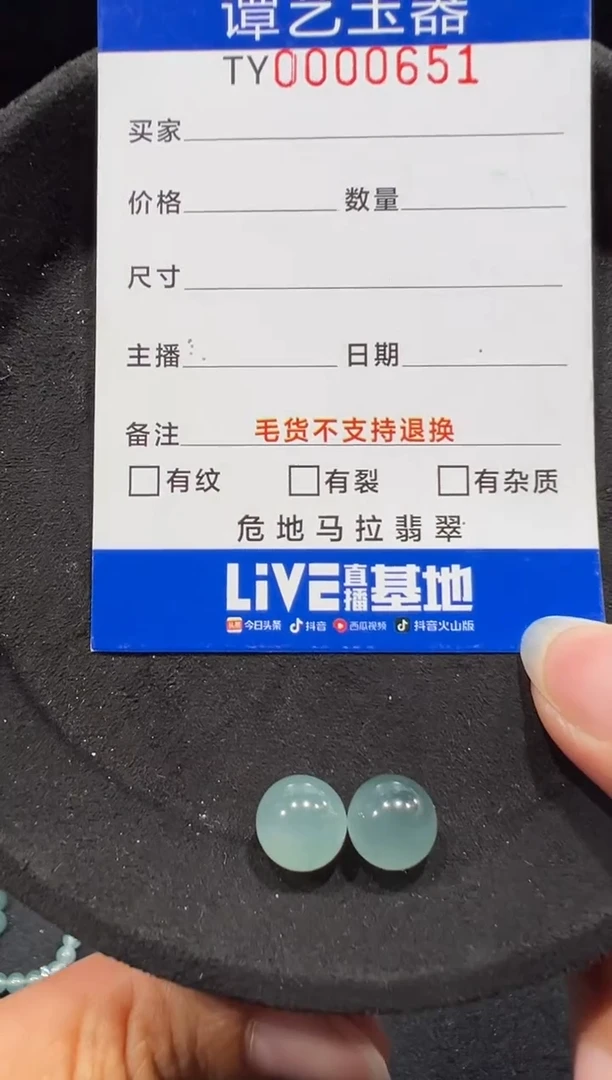 谭艺玉器
TY0000651
买家
价格 数量
尺寸
主播 日期
备注 毛货不支持退换
有纹 有裂 有杂质
危地马拉翡翠
LiVE直播基地
头条 今日头条 抖音 西瓜视频 抖音火山版